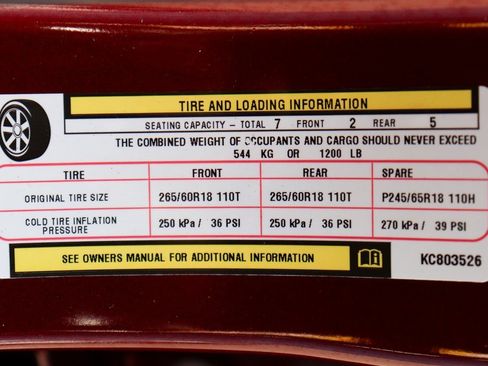 TIRE AND LOADING INFORMATION
SEATING CAPACITY – TOTAL 7 FRONT 2 REAR 5
THE COMBINED WEIGHT OF OCCUPANTS AND CARGO SHOULD NEVER EXCEED
544 KG OR 1200 LB
TIRE FRONT REAR SPARE
ORIGINAL TIRE SIZE 265/60R18 110T 265/60R18 110T P245/65R18 110H
COLD TIRE INFLATION PRESSURE 250 kPa / 36 PSI 250 kPa / 36 PSI 270 kPa / 39 PSI
SEE OWNERS MANUAL FOR ADDITIONAL INFORMATION KC803526